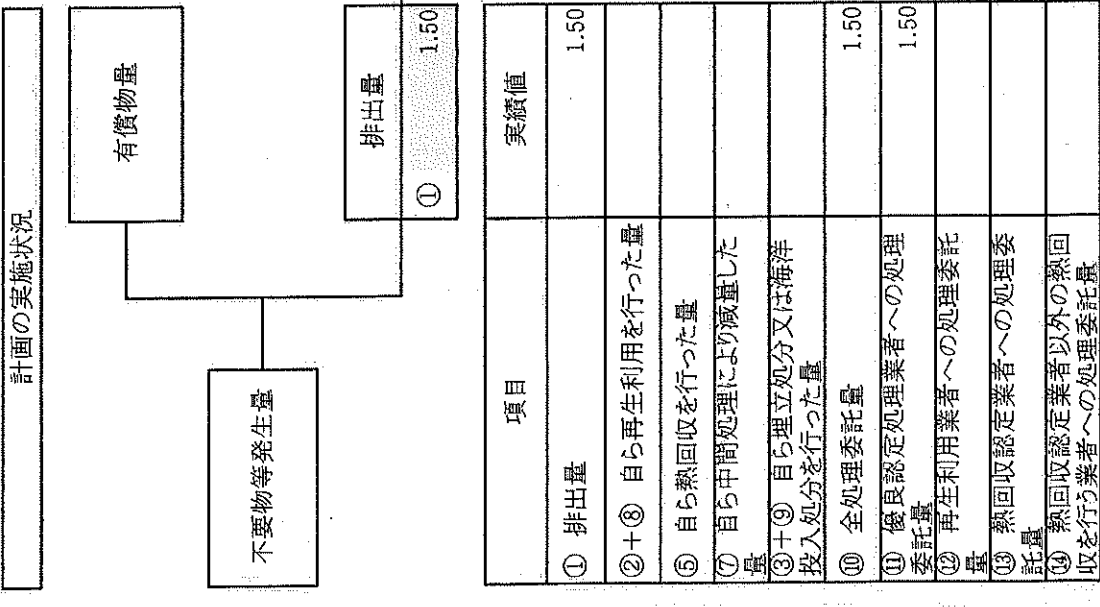 計画の実施状況
不要物等発生量
有償物量
排出量
① 1.50
項目 実績値
① 排出量 1.50
②+⑧ 自ら再生利用を行った量
⑤ 自ら熱回収を行った量
⑦ 自ら中間処理により減量した
量
③+⑨ 自ら埋立処分又は海洋
投入処分を行った量
⑩ 全処理委託量 1.50
⑪ 優良認定処理業者への処理
委託量 1.50
⑫ 再生利用業者への処理委託
量
⑬ 熱回収認定業者への処理委
託量
⑭ 熱回収認定業者以外の熱回
収を行う業者への処理委託量